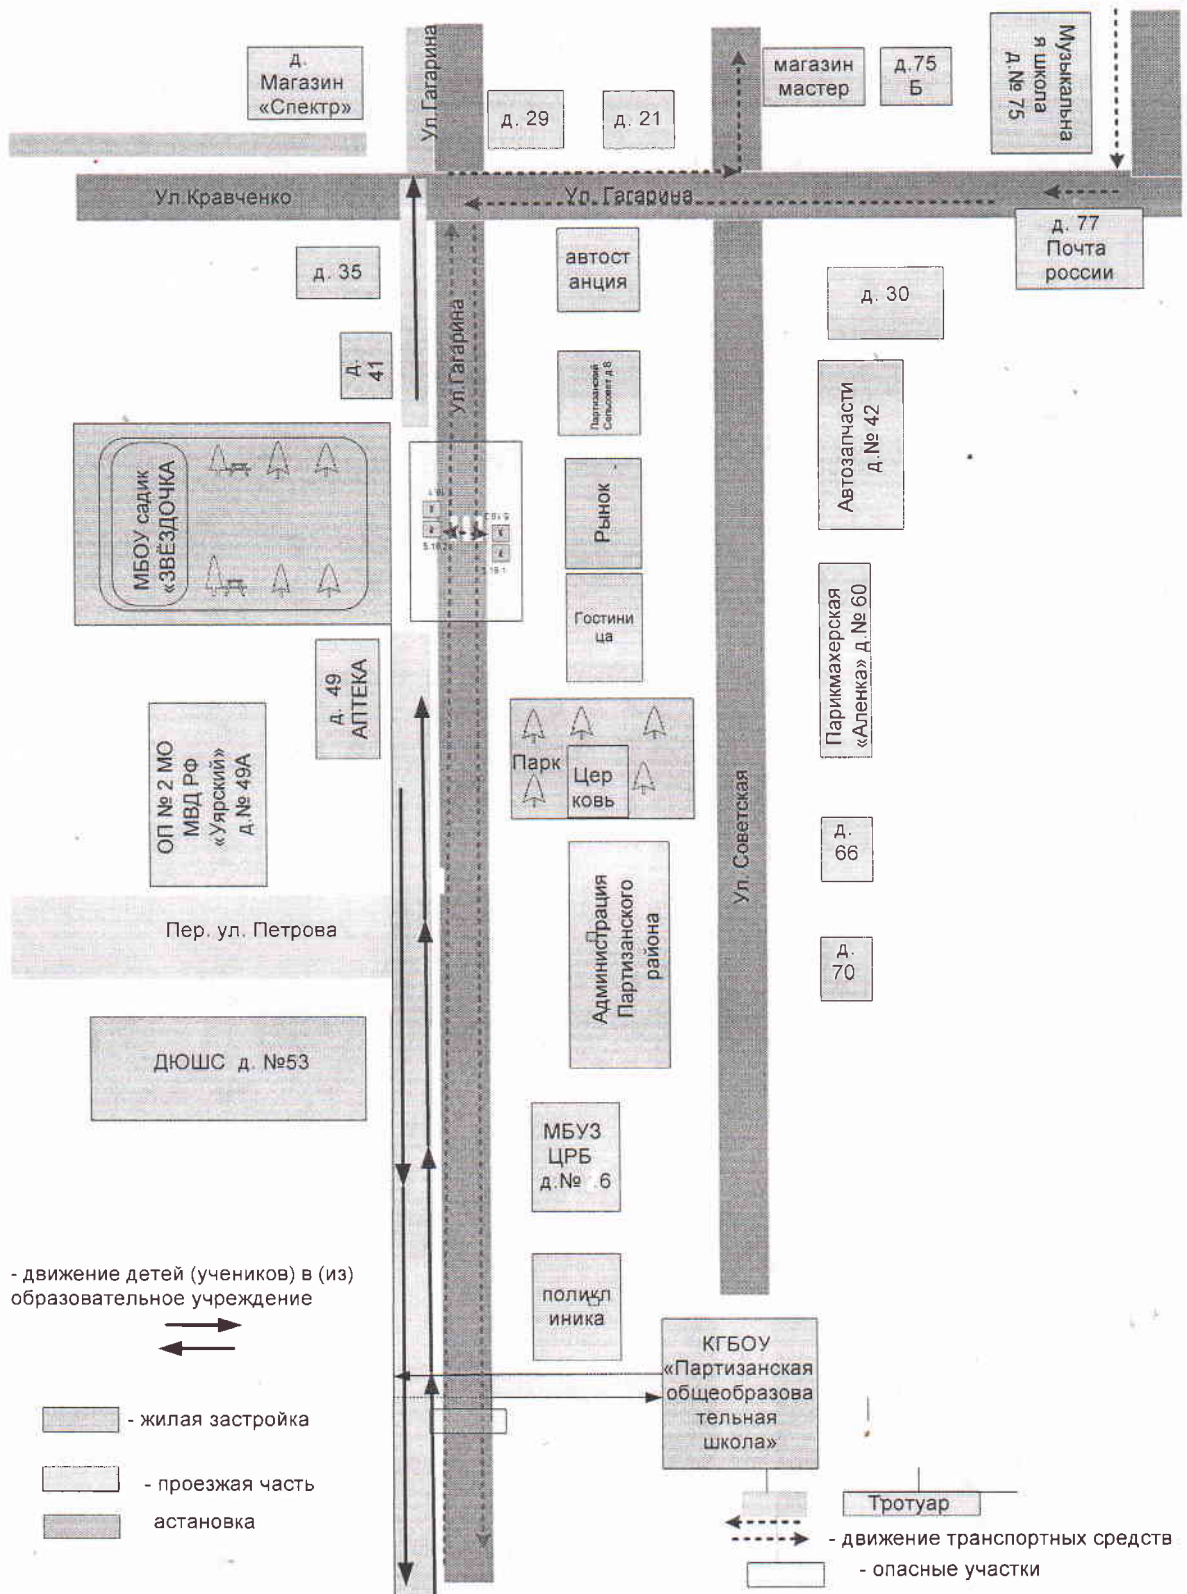 д.
Магазин
«Спектр»
Ул.Гагарина
д. 29
д. 21
магазин
мастер
д.75
Б
Музыкальна
я школа
д.№ 75
Ул.Кравченко
Ул. Гагарина
д. 77
Почта
россии
д. 35
автост
анция
д. 30
д.
41
Ул.Гагарина
Партизанский
Сельсовет д.8
Автозапчасти
д.№ 42
МБОУ садик
«ЗВЁЗДОЧКА
Рынок
Гостини
ца
Парикмахерская
«Аленка» д.№ 60
д. 49
АПТЕКА
ОП № 2 МО
МВД РФ
«Уярский»
д.№ 49А
Парк
Цер
ковь
Ул. Советская
д.
66
Пер. ул. Петрова
Администрация
Партизанского
района
д.
70
ДЮШС д. №53
МБУЗ
ЦРБ
д.№ .6
- движение детей (учеников) в (из)
образовательное учреждение
поликл
иника
КГБОУ
«Партизанская
общеобразова
тельная
школа»
- жилая застройка
- проезжая часть
астановка
Тротуар
- движение транспортных средств
- опасные участки